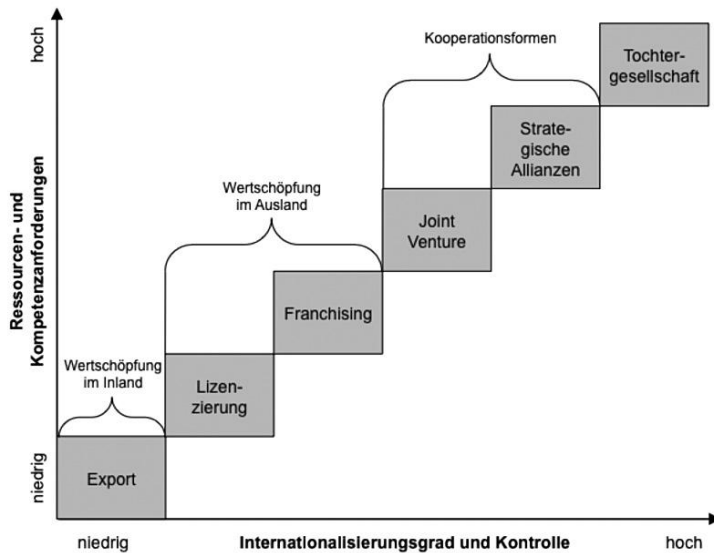 hoch
Kooperationsformen
Tochter-
gesellschaft
Strate-
gische
Allianzen
Wertschöpfung
im Ausland
Joint
Venture
Ressourcen- und
Kompetenzanforderungen
Franchising
Wertschöpfung
im Inland
Lizen-
zierung
niedrig
Export
niedrig
Internationalisierungsgrad und Kontrolle
hoch